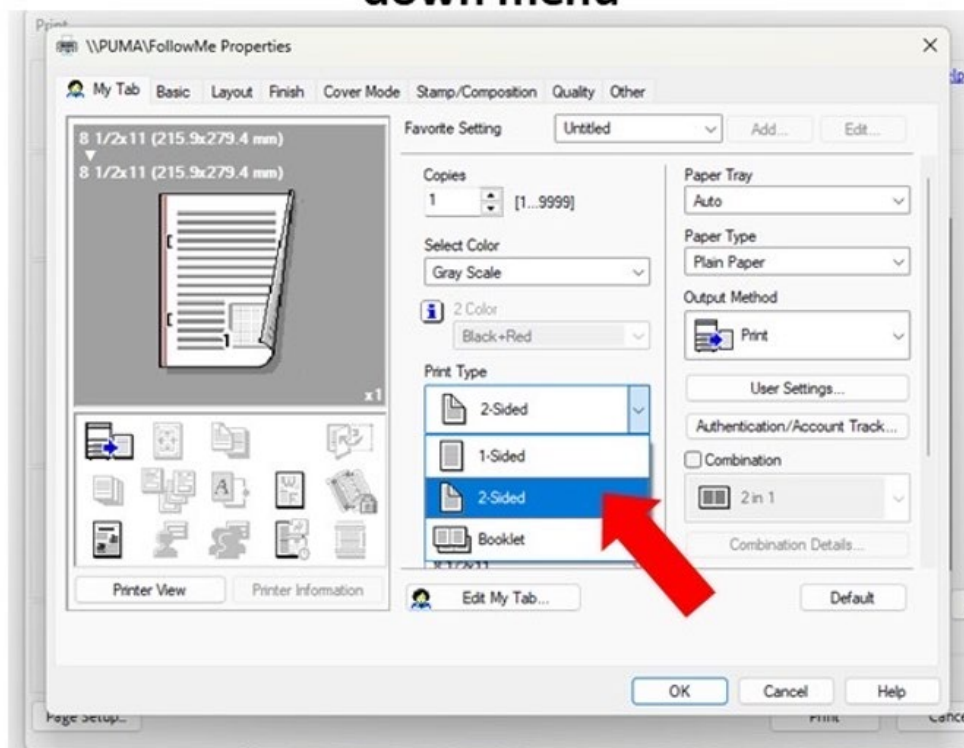 down menu
Print
\\PUMA\FollowMe Properties
My Tab Basic Layout Finish Cover Mode Stamp/Composition Quality Other
8 1/2x11 (215.9x279.4 mm)
8 1/2x11 (215.9x279.4 mm)
1
x1
Printer View
Printer Information
Favorite Setting
Untitled
Add...
Edit...
Copies
1
[1...9999]
Select Color
Gray Scale
2 Color
Black+Red
Print Type
2-Sided
1-Sided
2-Sided
Booklet
8 1/2x11
Edit My Tab...
Paper Tray
Auto
Paper Type
Plain Paper
Output Method
Print
User Settings...
Authentication/Account Track...
Combination
2 in 1
Combination Details...
Default
OK
Cancel
Help
Page Setup...
Print